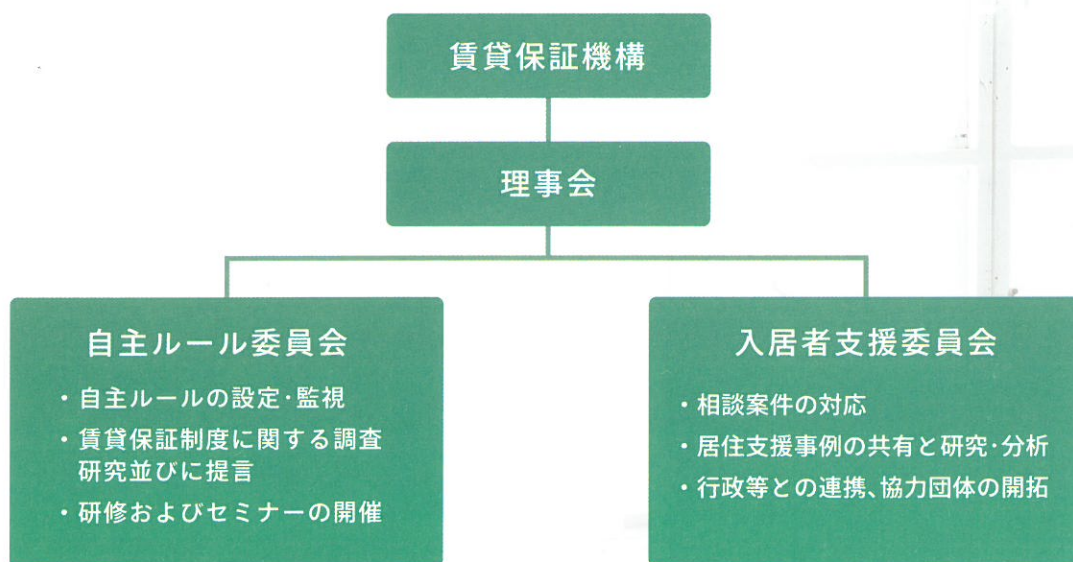 賃貸保証機構
理事会
自主ルール委員会
・自主ルールの設定・監視
・賃貸保証制度に関する調査
研究並びに提言
・研修およびセミナーの開催
入居者支援委員会
・相談案件の対応
・居住支援事例の共有と研究・分析
・行政等との連携、協力団体の開拓